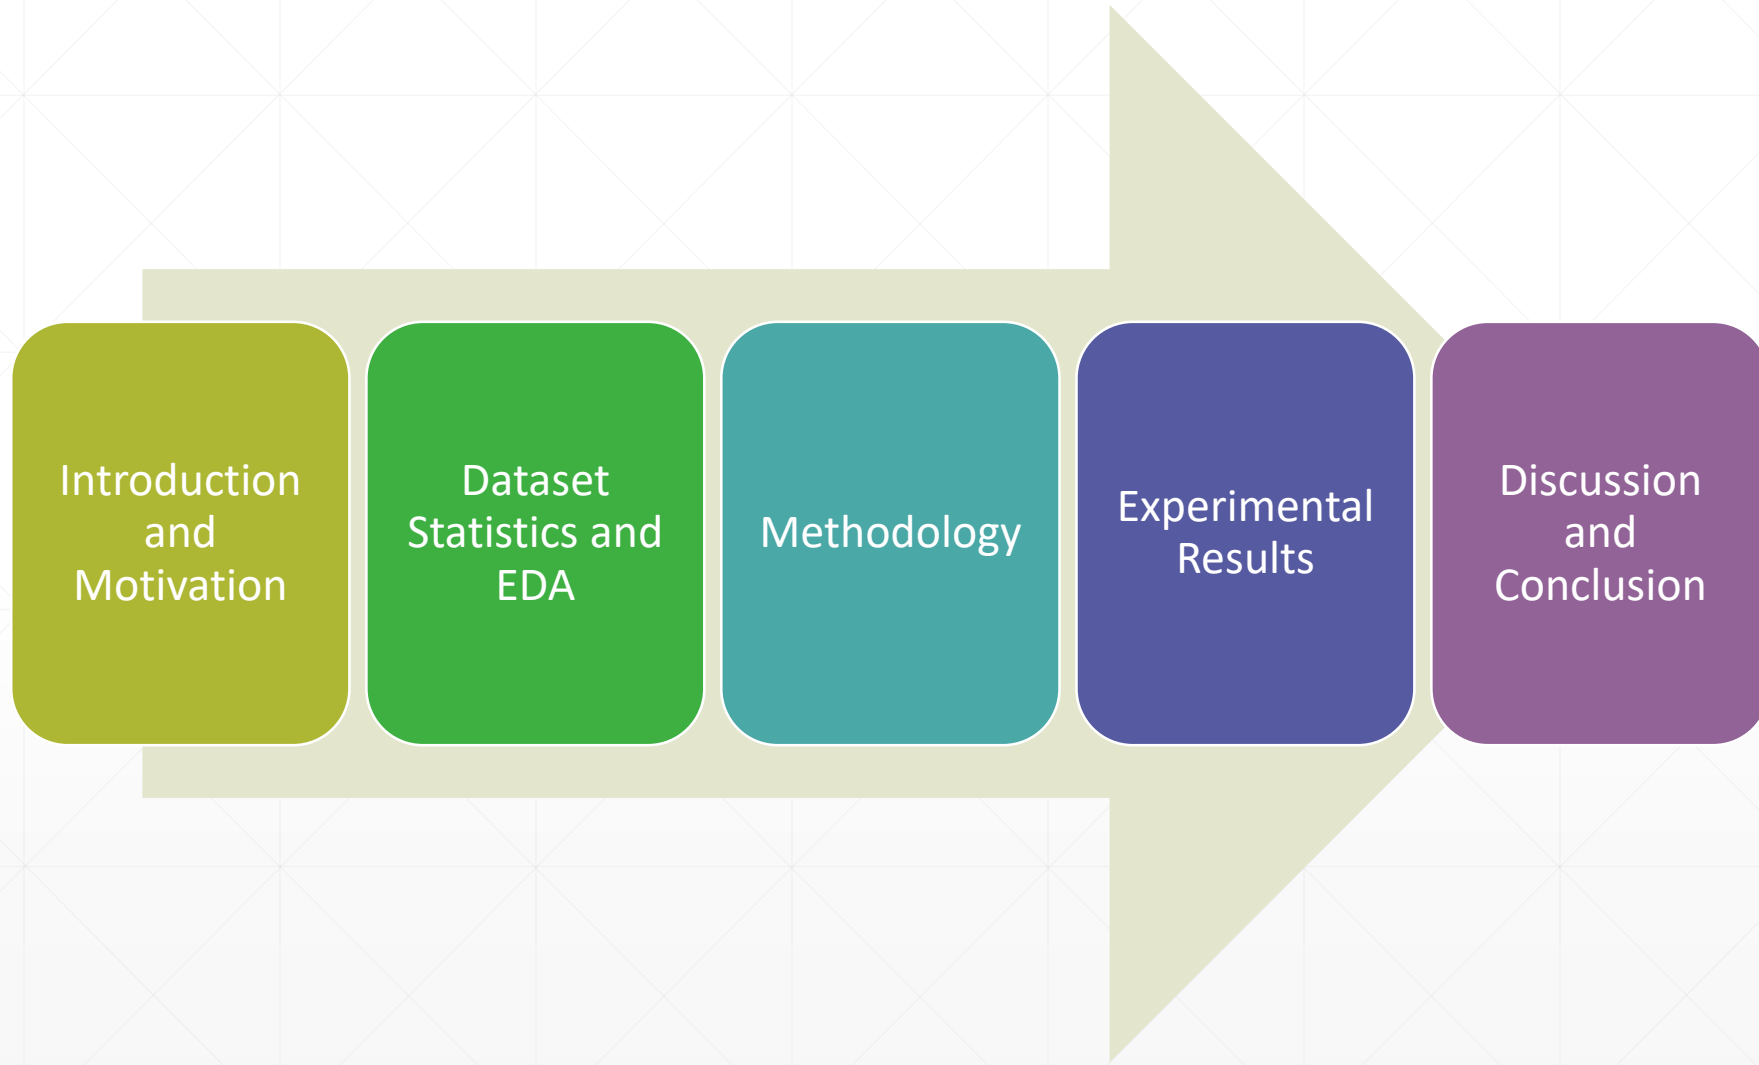 Introduction
and
Motivation
Dataset
Statistics and
EDA
Methodology
Experimental
Results
Discussion
and
Conclusion